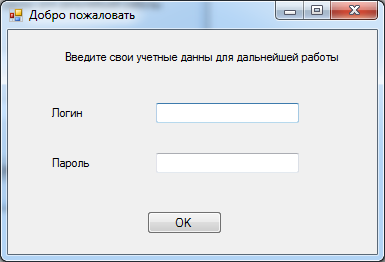 Добро пожаловать
Введите свои учетные данны для дальнейшей работы
Логин
Пароль
OK